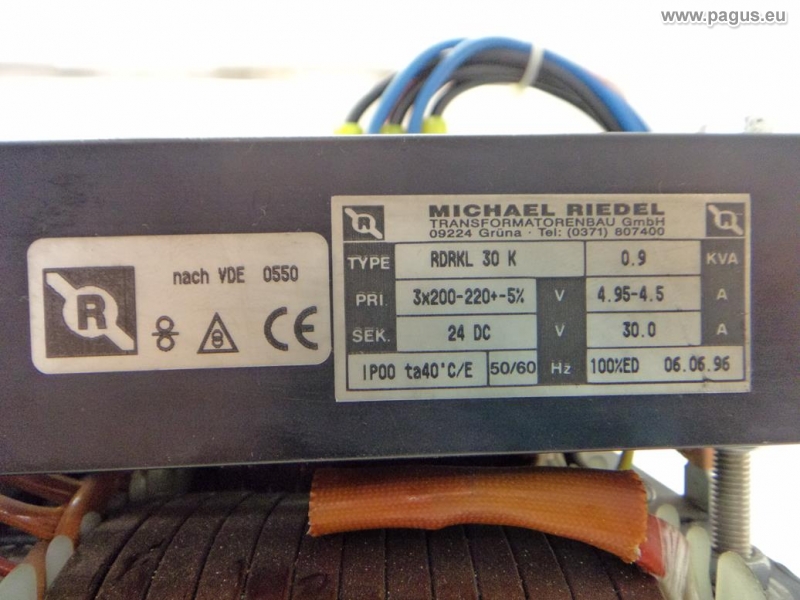 www.pagus.eu
R
nach VDE 0550
8
CE
R MICHAEL RIEDEL R
TRANSFORMATORENBAU GmbH
09224 Grüna · Tel: (0371) 807400
TYPE RDRKL 30 K 0.9 KVA
PRI. 3x200-220+-5% V 4.95-4.5 A
SEK. 24 DC V 30.0 A
IP00 ta40°C/E 50/60 Hz 100%ED 06.06.96